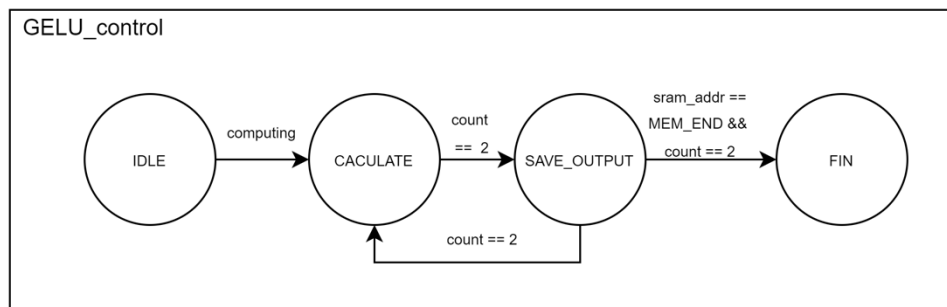 GELU_control
IDLE
computing
CACULATE
count
== 2
SAVE_OUTPUT
sram_addr ==
MEM_END &&
count == 2
FIN
count == 2